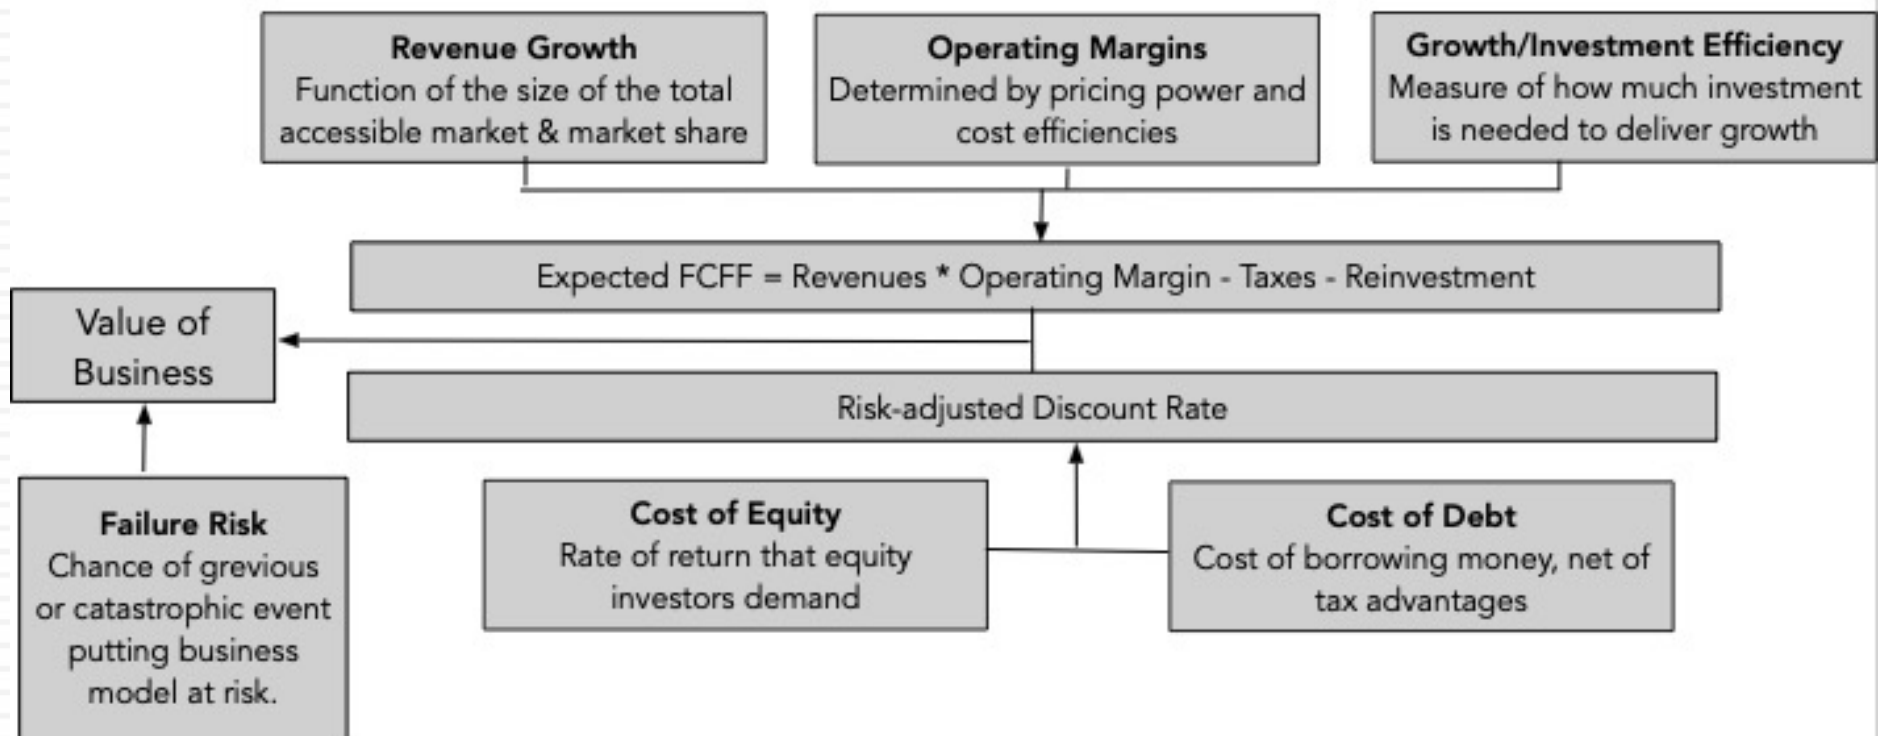 Revenue Growth
Function of the size of the total
accessible market & market share
Operating Margins
Determined by pricing power and
cost efficiencies
Growth/Investment Efficiency
Measure of how much investment
is needed to deliver growth
Expected FCFF = Revenues * Operating Margin - Taxes - Reinvestment
Value of
Business
Risk-adjusted Discount Rate
Failure Risk
Chance of grevious
or catastrophic event
putting business
model at risk.
Cost of Equity
Rate of return that equity
investors demand
Cost of Debt
Cost of borrowing money, net of
tax advantages